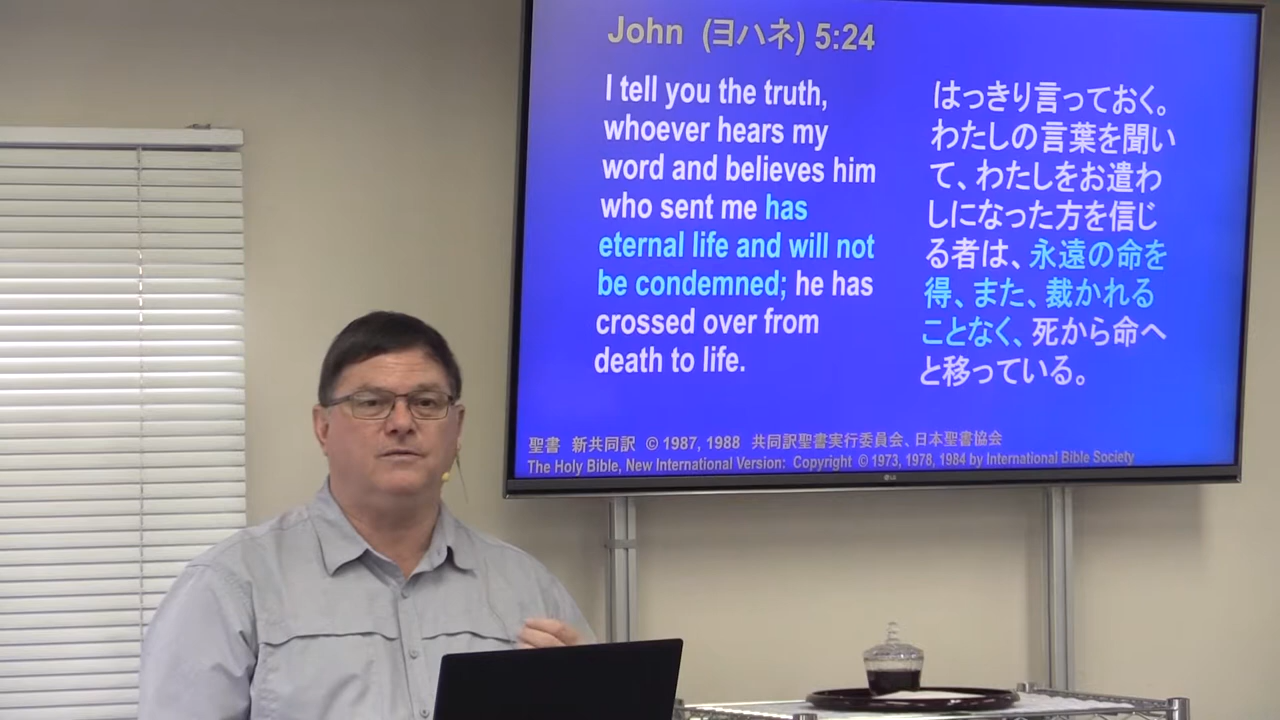 John (ヨハネ) 5:24
I tell you the truth,
whoever hears my
word and believes him
who sent me has
eternal life and will not
be condemned; he has
crossed over from
death to life.
はっきり言っておく。
わたしの言葉を聞い
て、わたしをお遣わ
しになった方を信じ
る者は、永遠の命を
得、また、裁かれる
ことなく、死から命へ
と移っている。
聖書 新共同訳 © 1987, 1988 共同訳聖書実行委員会、日本聖書協会
The Holy Bible, New International Version: Copyright © 1973, 1978, 1984 by International Bible Society
LG